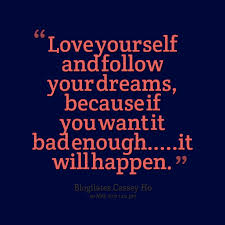 “Love yourself
and follow
your dreams,
because if
you want it
bad enough.....it
will happen.”
Blogilates Cassey Ho